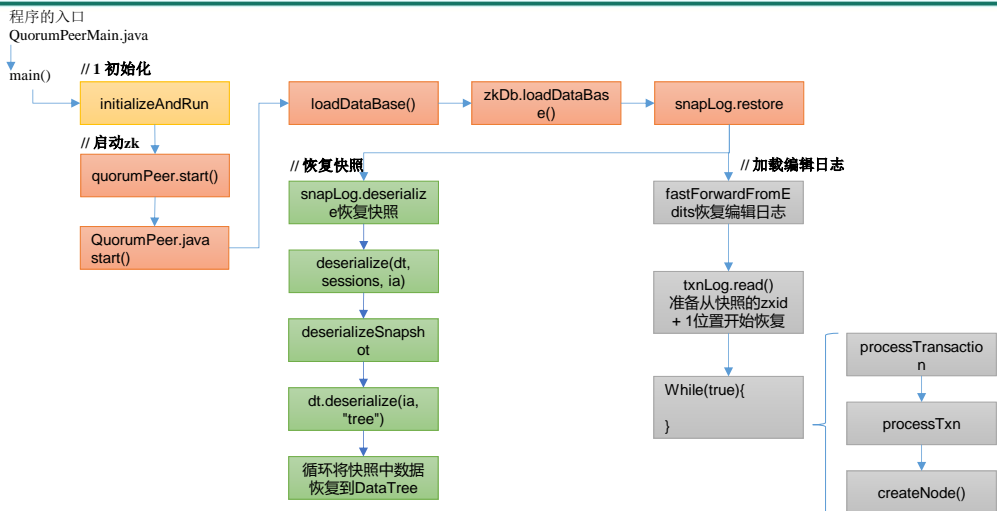 程序的入口
QuorumPeerMain.java
main()
// 1 初始化
initializeAndRun
// 启动zk
quorumPeer.start()
QuorumPeer.java
start()
loadDataBase()
zkDb.loadDataBas
e()
snapLog.restore
// 恢复快照
snapLog.deserializ
e恢复快照
deserialize(dt,
sessions, ia)
deserializeSnapsh
ot
dt.deserialize(ia,
"tree")
循环将快照中数据
恢复到DataTree
// 加载编辑日志
fastForwardFromE
dits恢复编辑日志
txnLog.read()
准备从快照的zxid
+ 1位置开始恢复
While(true){
}
processTransactio
n
processTxn
createNode()